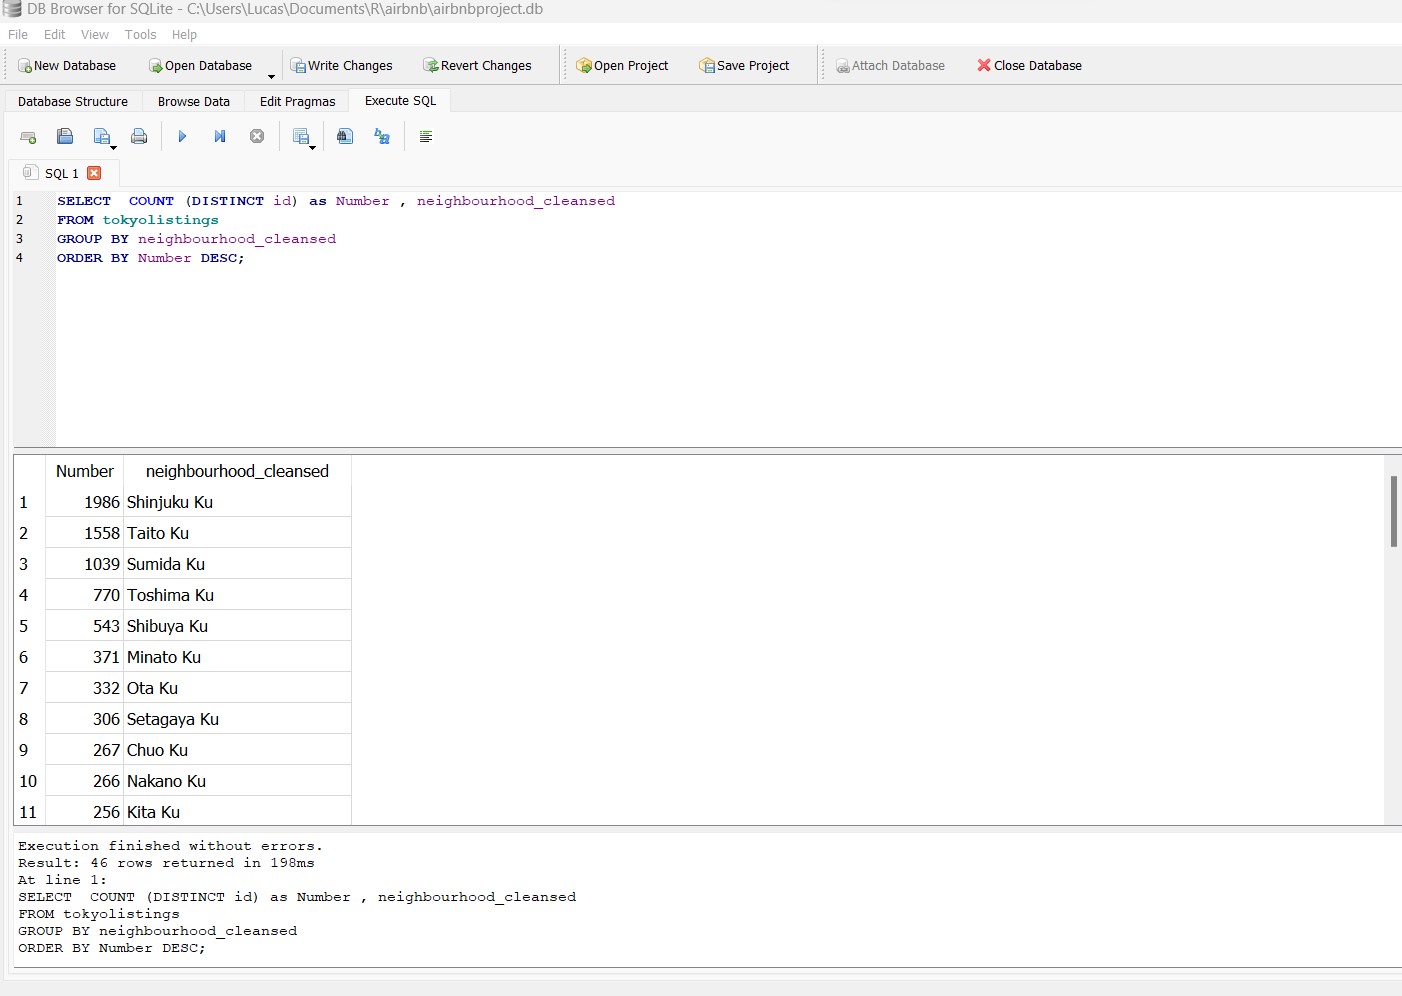 DB Browser for SQLite - C:\Users\Lucas\Documents\R\airbnb\airbnbproject.db
File Edit View Tools Help
New Database Open Database Write Changes Revert Changes Open Project Save Project Attach Database Close Database
Database Structure Browse Data Edit Pragmas Execute SQL
SQL 1
1 SELECT  COUNT (DISTINCT id) as Number , neighbourhood_cleansed
2 FROM tokyolistings
3 GROUP BY neighbourhood_cleansed
4 ORDER BY Number DESC;
Number neighbourhood_cleansed
1 1986 Shinjuku Ku
2 1558 Taito Ku
3 1039 Sumida Ku
4 770 Toshima Ku
5 543 Shibuya Ku
6 371 Minato Ku
7 332 Ota Ku
8 306 Setagaya Ku
9 267 Chuo Ku
10 266 Nakano Ku
11 256 Kita Ku
Execution finished without errors.
Result: 46 rows returned in 198ms
At line 1:
SELECT  COUNT (DISTINCT id) as Number , neighbourhood_cleansed
FROM tokyolistings
GROUP BY neighbourhood_cleansed
ORDER BY Number DESC;